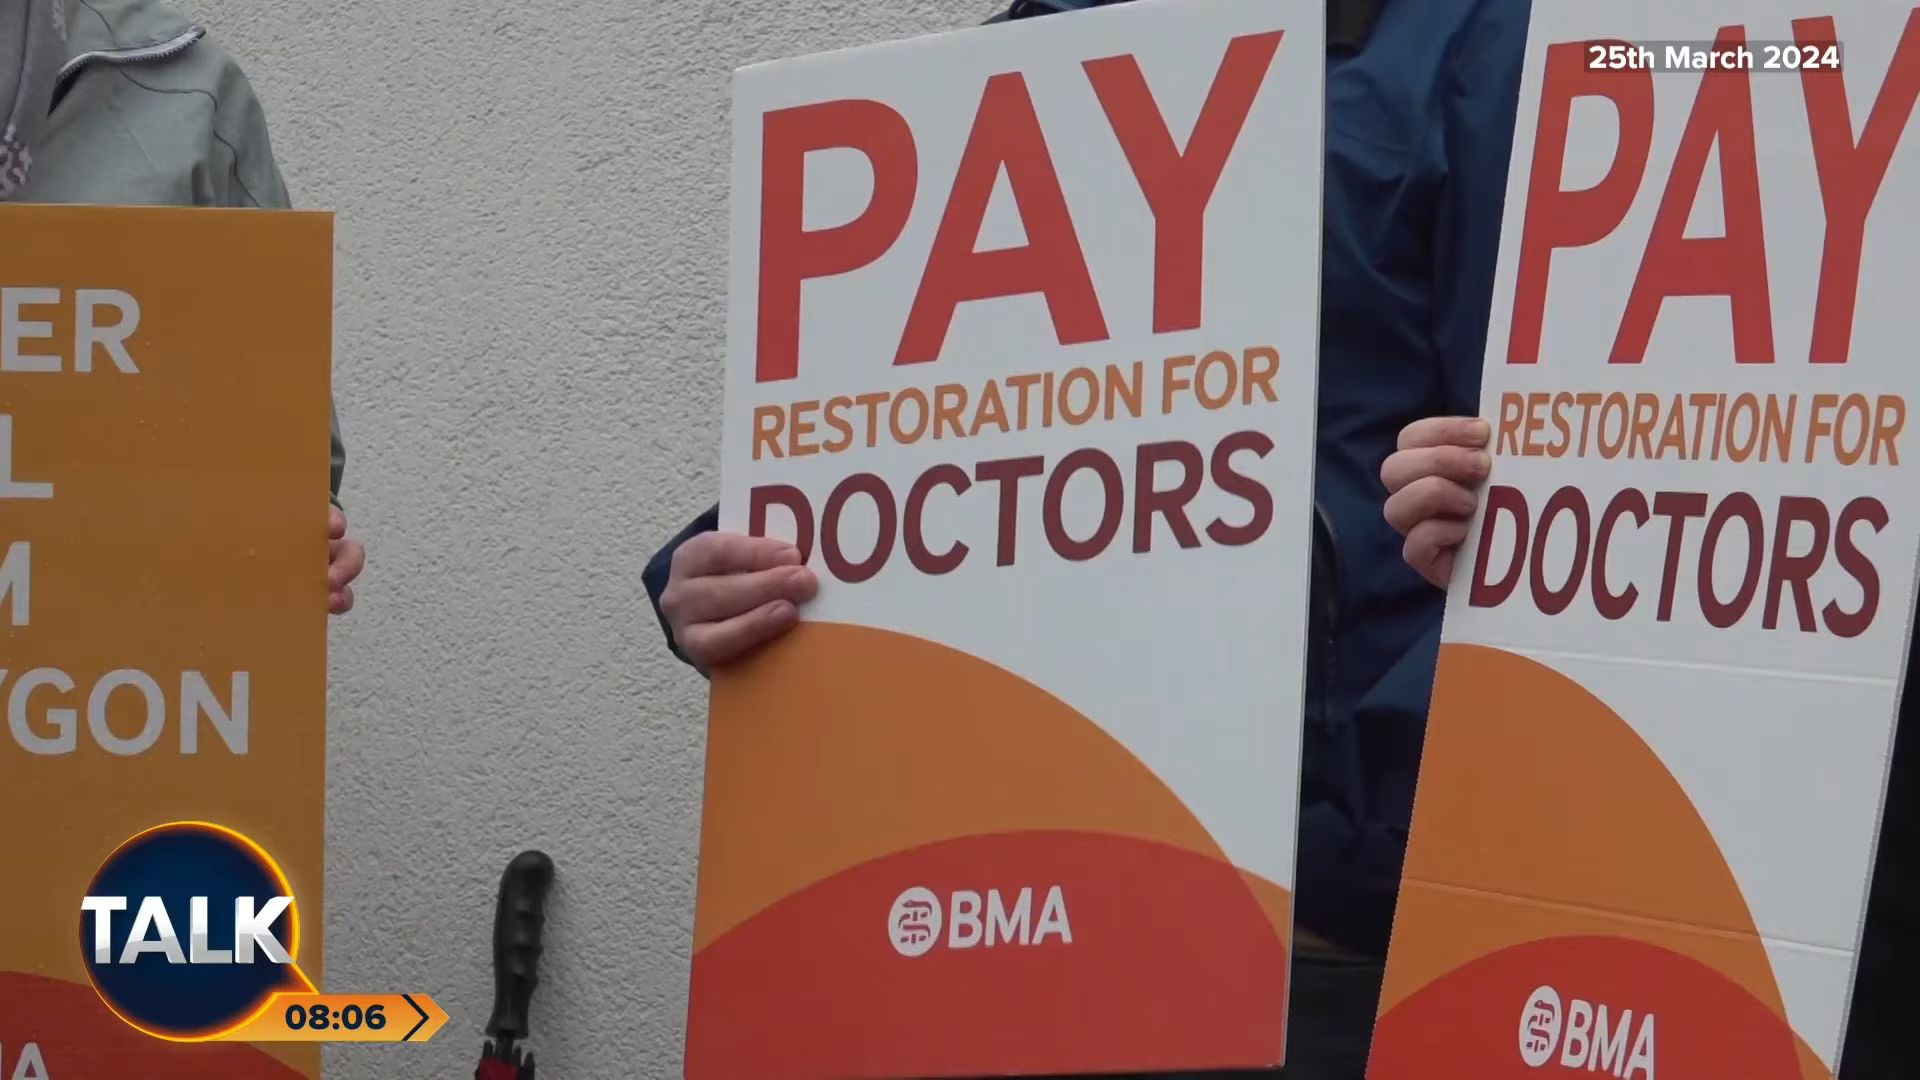 25th March 2024
ER
L
M
YGON
PAY
RESTORATION FOR
DOCTORS
BMA
PAY
RESTORATION FOR
DOCTORS
BMA
TALK
08:06